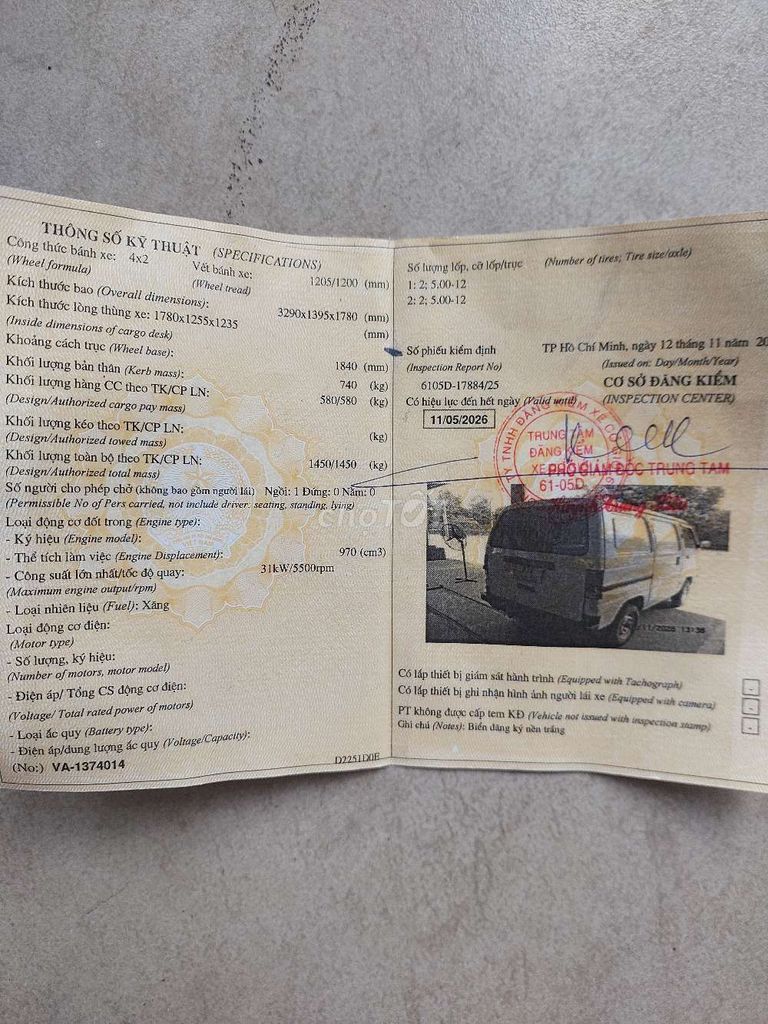 THÔNG SỐ KỸ THUẬT (SPECIFICATIONS)
Công thức bánh xe: 4x2 Vết bánh xe: 1205/1200 (mm)
(Wheel formula) (Wheel tread)
Kích thước bao (Overall dimensions): 3290x1395x1780 (mm)
Kích thước lòng thùng xe: 1780x1255x1235 (mm)
(Inside dimensions of cargo desk)
Khoảng cách trục (Wheel base): 1840 (mm)
Khối lượng bản thân (Kerb mass): 740 (kg)
Khối lượng hàng CC theo TK/CP LN: 580/580 (kg)
(Design/Authorized cargo pay mass)
Khối lượng kéo theo TK/CP LN: (kg)
(Design/Authorized towed mass)
Khối lượng toàn bộ theo TK/CP LN: 1450/1450 (kg)
(Design/Authorized total mass)
Số người cho phép chở (không bao gồm người lái) Ngồi: 1 Đứng: 0 Nằm: 0
(Permissible No of Pers carried, not include driver: seating, standing, lying)
Loại động cơ đốt trong (Engine type):
- Ký hiệu (Engine model):
- Thể tích làm việc (Engine Displacement): 970 (cm3)
- Công suất lớn nhất/tốc độ quay: 31kW/5500rpm
(Maximum engine output/rpm)
- Loại nhiên liệu (Fuel): Xăng
Loại động cơ điện:
(Motor type)
- Số lượng, ký hiệu:
(Number of motors, motor model)
- Điện áp/ Tổng CS động cơ điện:
(Voltage/ Total rated power of motors)
- Loại ắc quy (Battery type):
- Điện áp/dung lượng ắc quy (Voltage/Capacity):
(No:) VA-1374014 D2251D0E
Số lượng lốp, cỡ lốp/trục (Number of tires; Tire size/axle)
1: 2; 5.00-12
2: 2; 5.00-12
TP Hồ Chí Minh, ngày 12 tháng 11 năm 20
Số phiếu kiểm định (Issued on: Day/Month/Year)
(Inspection Report No) CƠ SỞ ĐĂNG KIỂM
6105D-17884/25 (INSPECTION CENTER)
Có hiệu lực đến hết ngày (Valid until)
11/05/2026
TRUNG TÂM
ĐĂNG KIỂM
XE
61-05D
PHÓ GIÁM ĐỐC TRUNG TÂM
chợTỐT
Có lắp thiết bị giám sát hành trình (Equipped with Tachograph) -
Có lắp thiết bị ghi nhận hình ảnh người lái xe (Equipped with camera) -
PT không được cấp tem KĐ (Vehicle not issued with inspection stamp) -
Ghi chú (Notes): Biển đăng ký nền trắng